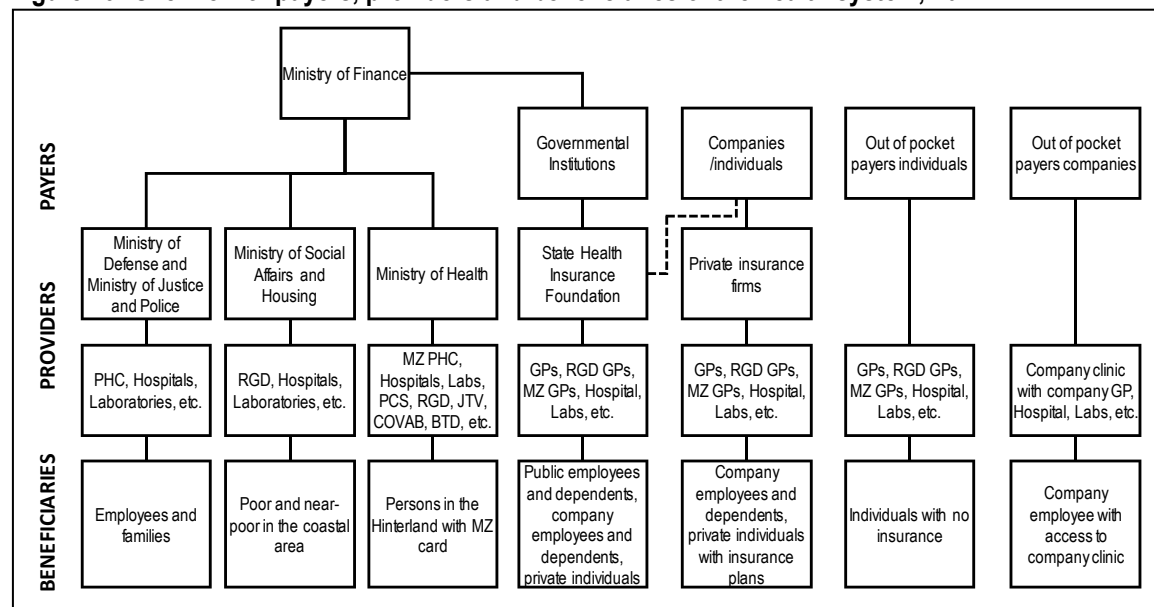 payers, providers and
PAYERS
Ministry of Finance
Governmental
Institutions
Companies
/individuals
Out of pocket
payers individuals
Out of pocket
payers companies
PROVIDERS
Ministry of
Defense and
Ministry of Justice
and Police
Ministry of Social
Affairs and
Housing
Ministry of Health
State Health
Insurance
Foundation
Private insurance
firms
PHC, Hospitals,
Laboratories, etc.
RGD, Hospitals,
Laboratories, etc.
MZ PHC,
Hospitals, Labs,
PCS, RGD, JTV,
COVAB, BTD, etc.
GPs, RGD GPs,
MZ GPs, Hospital,
Labs, etc.
GPs, RGD GPs,
MZ GPs, Hospital,
Labs, etc.
GPs, RGD GPs,
MZ GPs, Hospital,
Labs, etc.
Company clinic
with company GP,
Hospital, Labs, etc.
BENEFICIARIES
Employees and
families
Poor and near-
poor in the coastal
area
Persons in the
Hinterland with MZ
card
Public employees
and dependents,
company
employees and
dependents,
private individuals
Company
employees and
dependents,
private individuals
with insurance
plans
Individuals with no
insurance
Company
employee with
access to
company clinic